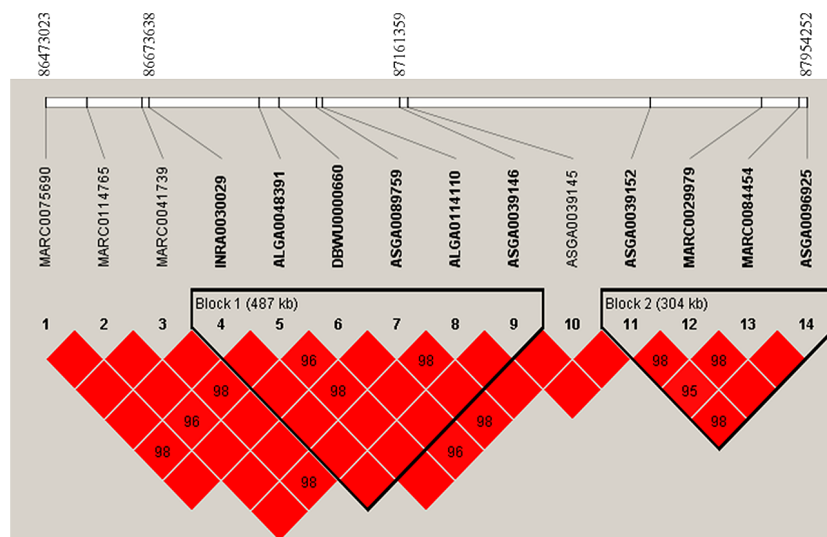 86473023
86673638
87161359
87954252
MARC0075690
MARC0114765
MARC0041739
INRA0030029
ALGA0048391
DBWU0000660
ASGA0089759
ALGA0114110
ASGA0039146
ASGA0039145
ASGA0039152
MARC0029979
MARC0084454
ASGA0096925
Block 1 (487 kb)
Block 2 (304 kb)
1 2 3 4 5 6 7 8 9 10 11 12 13 14
96 98 98 98
98 98 95
96 98 98
98 96
98